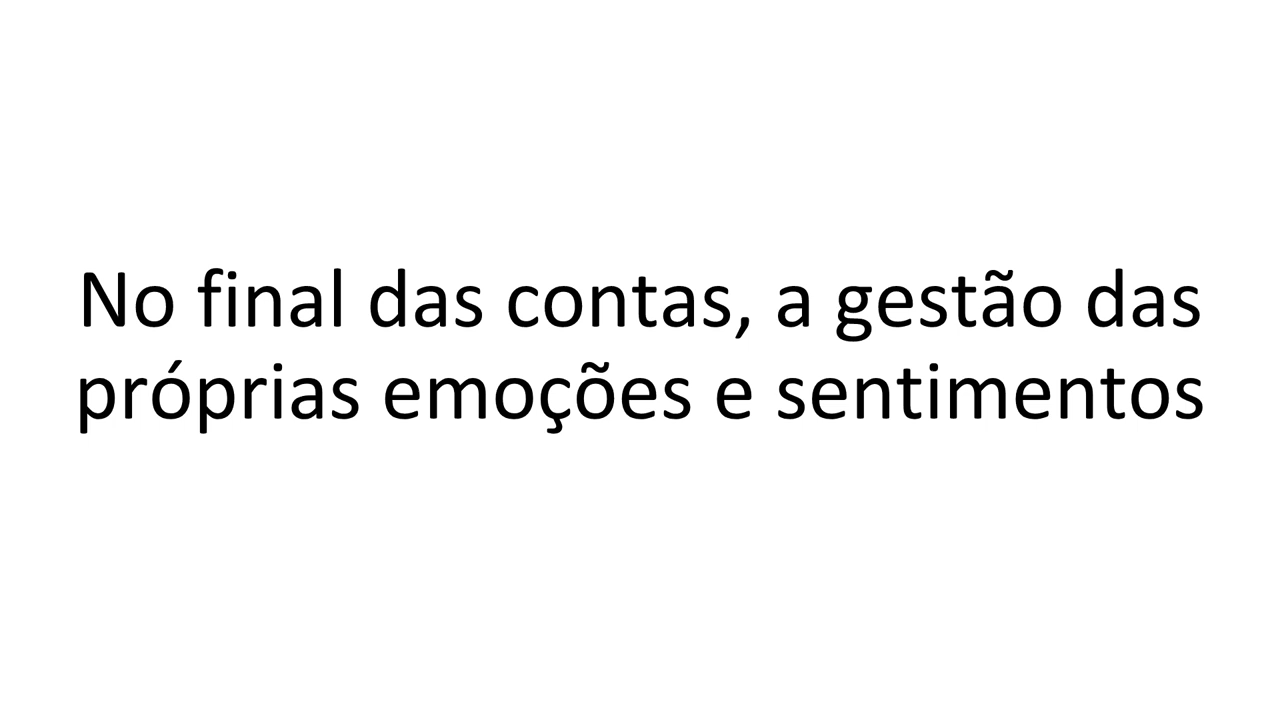 No final das contas, a gestão das
próprias emoções e sentimentos